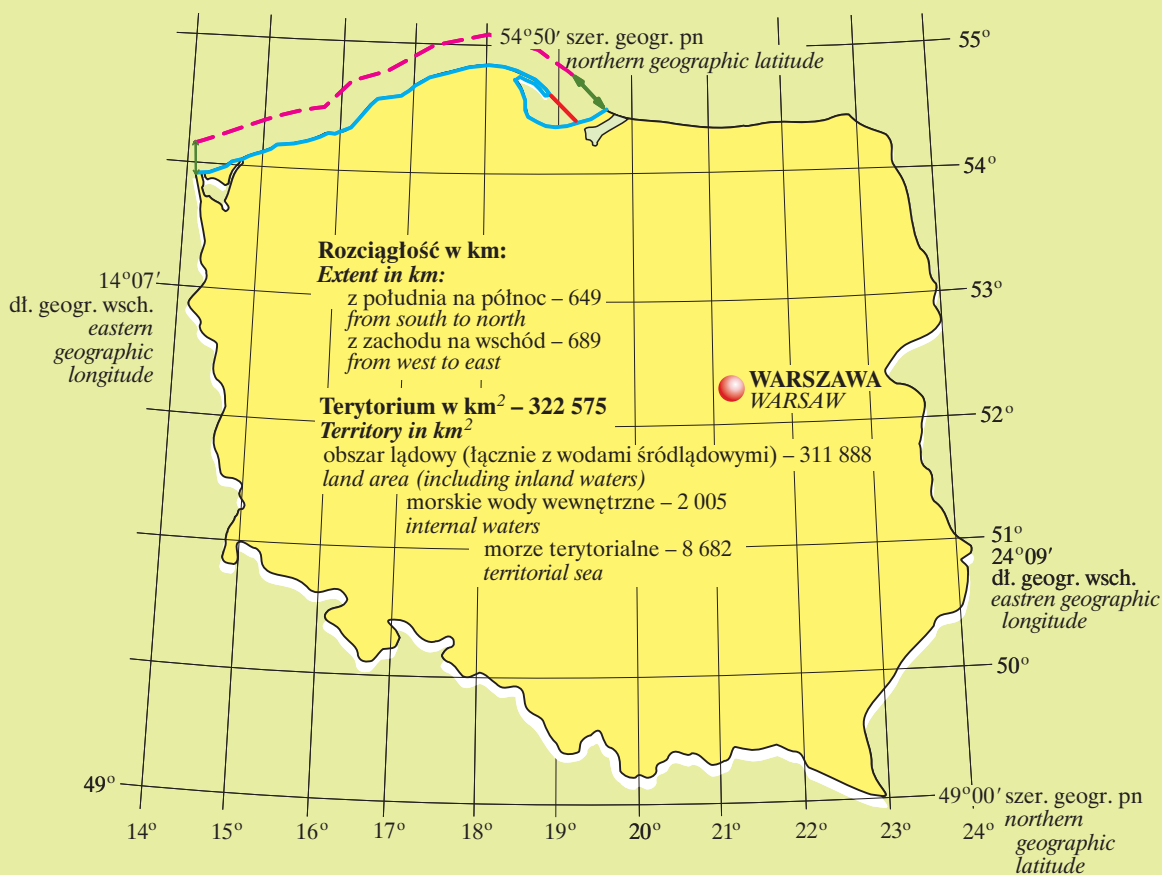 54°50′ szer. geogr. pn
northern geographic latitude
55°
54°
14°07′
dł. geogr. wsch.
eastern
geographic
longitude
Rozciągłość w km:
Extent in km:
z południa na północ – 649
from south to north
z zachodu na wschód – 689
from west to east
53°
WARSZAWA
WARSAW
Terytorium w km² – 322 575
Territory in km²
52°
obszar lądowy (łącznie z wodami śródlądowymi) – 311 888
land area (including inland waters)
morskie wody wewnętrzne – 2 005
internal waters
morze terytorialne – 8 682
territorial sea
51°
24°09′
dł. geogr. wsch.
eastren geographic
longitude
50°
49°
49°00′ szer. geogr. pn
northern
geographic
latitude
14° 15° 16° 17° 18° 19° 20° 21° 22° 23° 24°